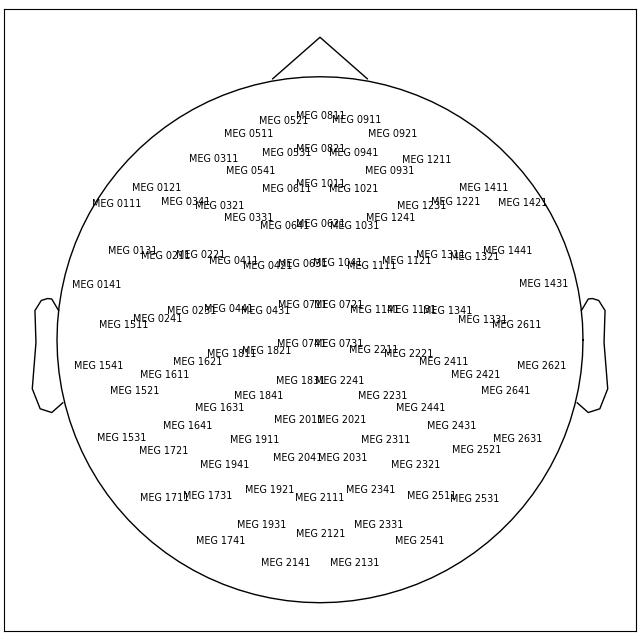 MEG 0811
MEG 0521
MEG 0911
MEG 0511
MEG 0921
MEG 0821
MEG 0531
MEG 0941
MEG 0311
MEG 1211
MEG 0541
MEG 0931
MEG 1011
MEG 0121
MEG 0611
MEG 1021
MEG 1411
MEG 0111
MEG 0341
MEG 0321
MEG 1231
MEG 1221
MEG 1421
MEG 0331
MEG 1241
MEG 0641
MEG 0621
MEG 1031
MEG 0131
MEG 0211
MEG 0221
MEG 1311
MEG 1321
MEG 1441
MEG 0411
MEG 0421
MEG 0631
MEG 1041
MEG 1111
MEG 1121
MEG 0141
MEG 1431
MEG 0231
MEG 0441
MEG 0431
MEG 0711
MEG 0721
MEG 1141
MEG 1131
MEG 1341
MEG 1511
MEG 0241
MEG 1331
MEG 2611
MEG 1811
MEG 1821
MEG 0741
MEG 0731
MEG 2211
MEG 2221
MEG 1541
MEG 1621
MEG 2411
MEG 2621
MEG 1611
MEG 2421
MEG 1831
MEG 2241
MEG 1521
MEG 2641
MEG 1841
MEG 2231
MEG 1631
MEG 2441
MEG 1641
MEG 2011
MEG 2021
MEG 2431
MEG 1531
MEG 1911
MEG 2311
MEG 2631
MEG 1721
MEG 2521
MEG 1941
MEG 2041
MEG 2031
MEG 2321
MEG 1711
MEG 1731
MEG 1921
MEG 2111
MEG 2341
MEG 2511
MEG 2531
MEG 1931
MEG 2331
MEG 1741
MEG 2121
MEG 2541
MEG 2141
MEG 2131